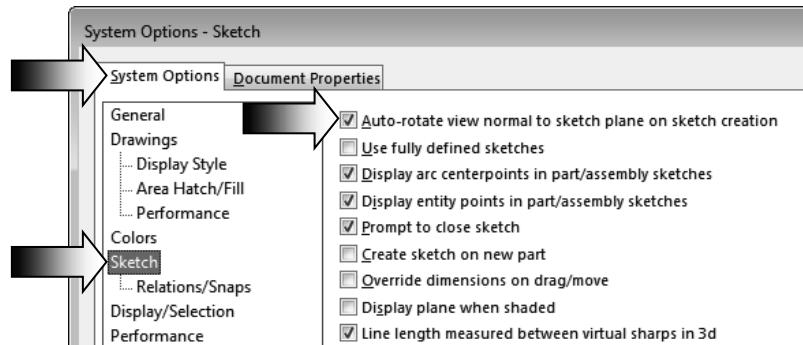 System Options - Sketch
System Options
Document Properties
General
Drawings
Display Style
Area Hatch/Fill
Performance
Colors
Sketch
Relations/Snaps
Display/Selection
Performance
Auto-rotate view normal to sketch plane on sketch creation
Use fully defined sketches
Display arc centerpoints in part/assembly sketches
Display entity points in part/assembly sketches
Prompt to close sketch
Create sketch on new part
Override dimensions on drag/move
Display plane when shaded
Line length measured between virtual sharps in 3d